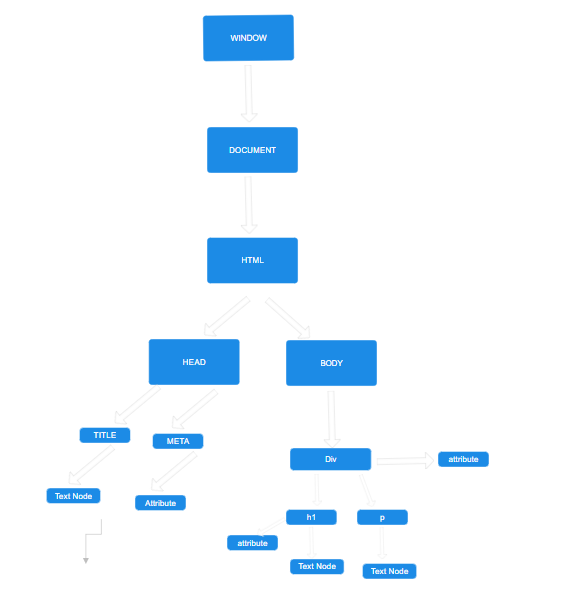 WINDOW
DOCUMENT
HTML
HEAD
BODY
TITLE
META
Div
attribute
Text Node
Attribute
h1
p
attribute
Text Node
Text Node